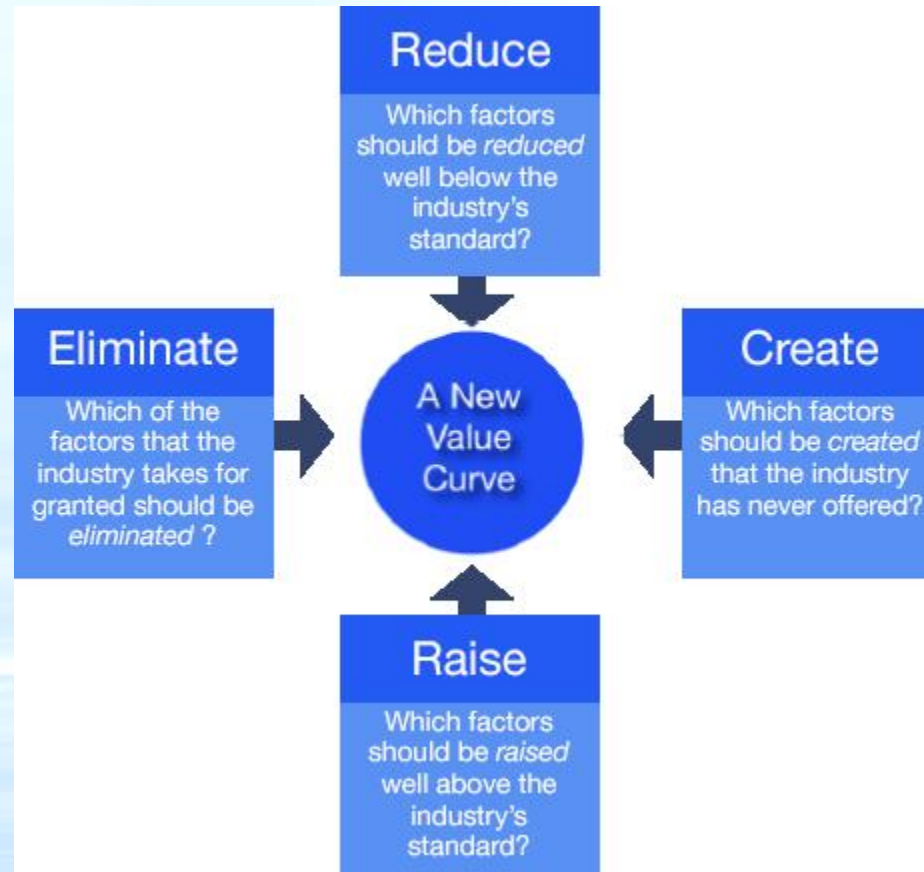 Reduce
Which factors
should be reduced
well below the
industry's
standard?
Eliminate
Which of the
factors that the
industry takes for
granted should be
eliminated ?
A New
Value
Curve
Create
Which factors
should be created
that the industry
has never offered?
Raise
Which factors
should be raised
well above the
industry's
standard?